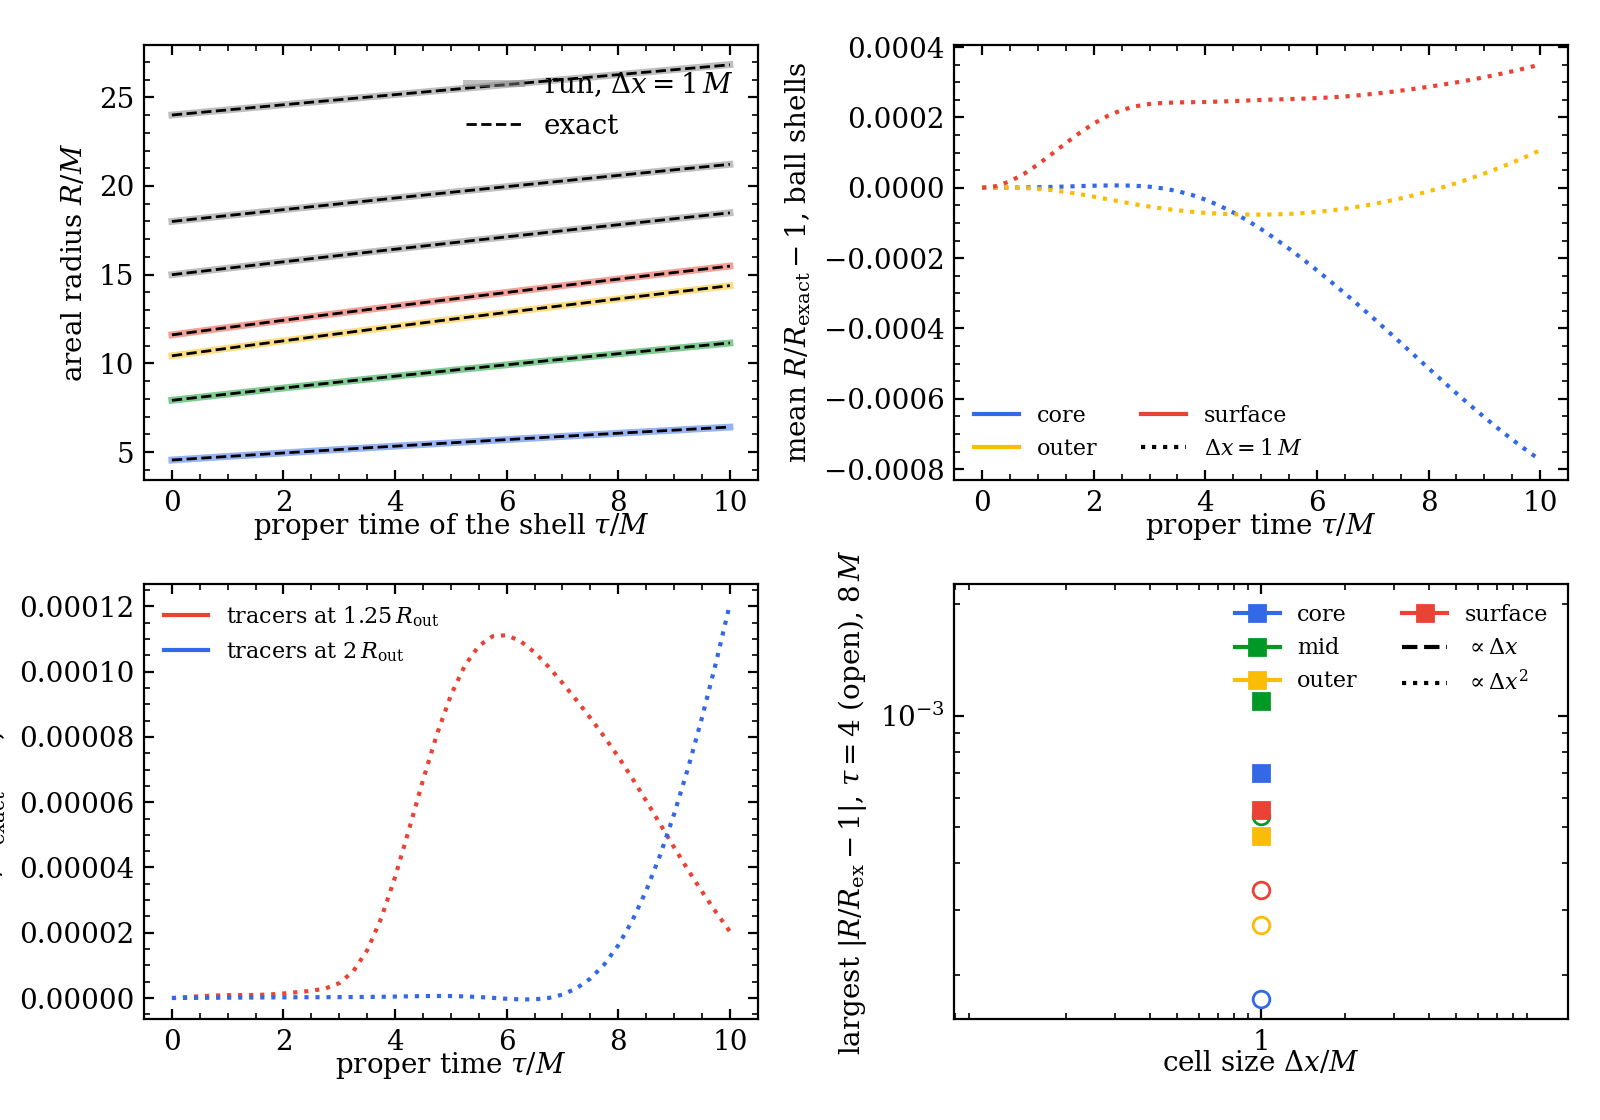 run, Δx = 1 M
exact
areal radius R/M
25
20
15
10
5
0 2 4 6 8 10
proper time of the shell τ/M
mean R/R_exact − 1, ball shells
0.0004
0.0002
0.0000
−0.0002
−0.0004
−0.0006
−0.0008
core surface
outer Δx = 1 M
0 2 4 6 8 10
proper time τ/M
exact
0.00012
0.00010
0.00008
0.00006
0.00004
0.00002
0.00000
tracers at 1.25 R_out
tracers at 2 R_out
0 2 4 6 8 10
proper time τ/M
largest |R/R_ex − 1|, τ = 4 (open), 8 M
10⁻³
core surface
mid ∝ Δx
outer ∝ Δx²
1
cell size Δx/M